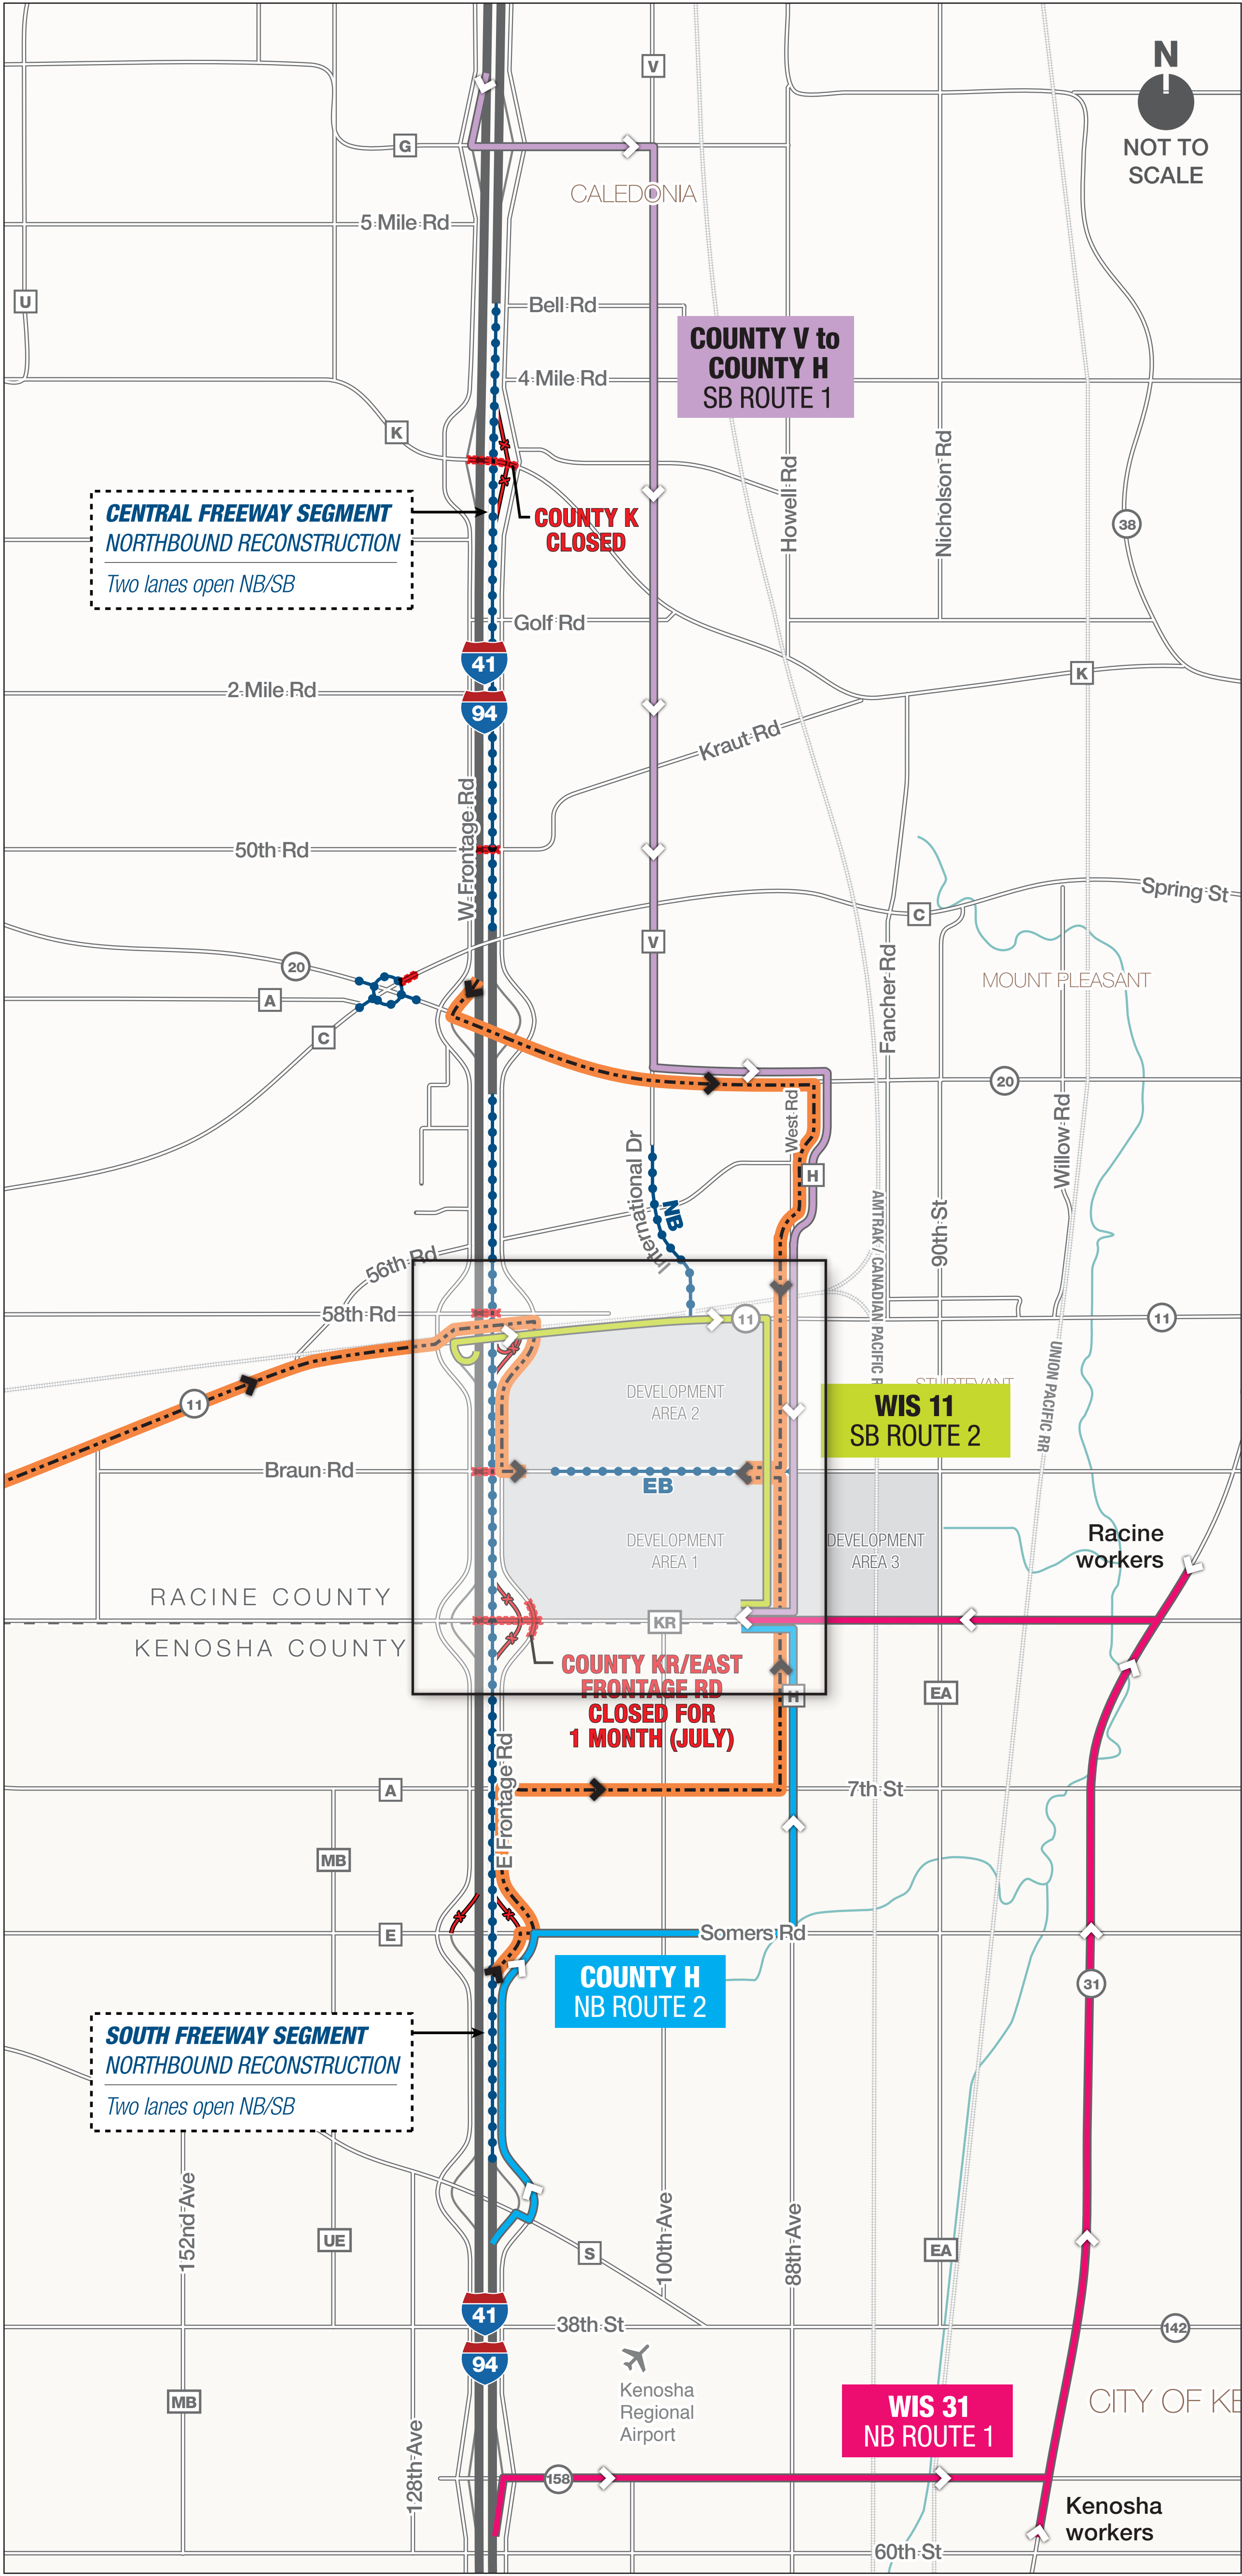 N
NOT TO
SCALE
V
G
CALEDONIA
5 Mile Rd
U
Bell Rd
COUNTY V to
COUNTY H
SB ROUTE 1
4 Mile Rd
K
Howell Rd
Nicholson Rd
CENTRAL FREEWAY SEGMENT
NORTHBOUND RECONSTRUCTION
Two lanes open NB/SB
COUNTY K
CLOSED
38
Golf Rd
41
K
2 Mile Rd
94
Kraut Rd
W Frontage Rd
50th Rd
Spring St
C
V
20
MOUNT PLEASANT
A
Fancher Rd
C
20
West Rd
Willow Rd
International Dr
H
NB
AMTRAK / CANADIAN PACIFIC R
90th St
56th Rd
58th Rd
11
11
UNION PACIFIC RR
STURTEVANT
DEVELOPMENT
AREA 2
WIS 11
SB ROUTE 2
11
Braun Rd
EB
DEVELOPMENT
AREA 1
DEVELOPMENT
AREA 3
Racine
workers
RACINE COUNTY
KENOSHA COUNTY
KR
COUNTY KR/EAST
FRONTAGE RD
CLOSED FOR
1 MONTH (JULY)
H
EA
E Frontage Rd
A
7th St
MB
E
Somers Rd
COUNTY H
NB ROUTE 2
31
SOUTH FREEWAY SEGMENT
NORTHBOUND RECONSTRUCTION
Two lanes open NB/SB
152nd Ave
UE
S
100th Ave
88th Ave
EA
41
38th St
142
94
Kenosha
Regional
Airport
MB
WIS 31
NB ROUTE 1
CITY OF KE
128th Ave
158
Kenosha
workers
60th St